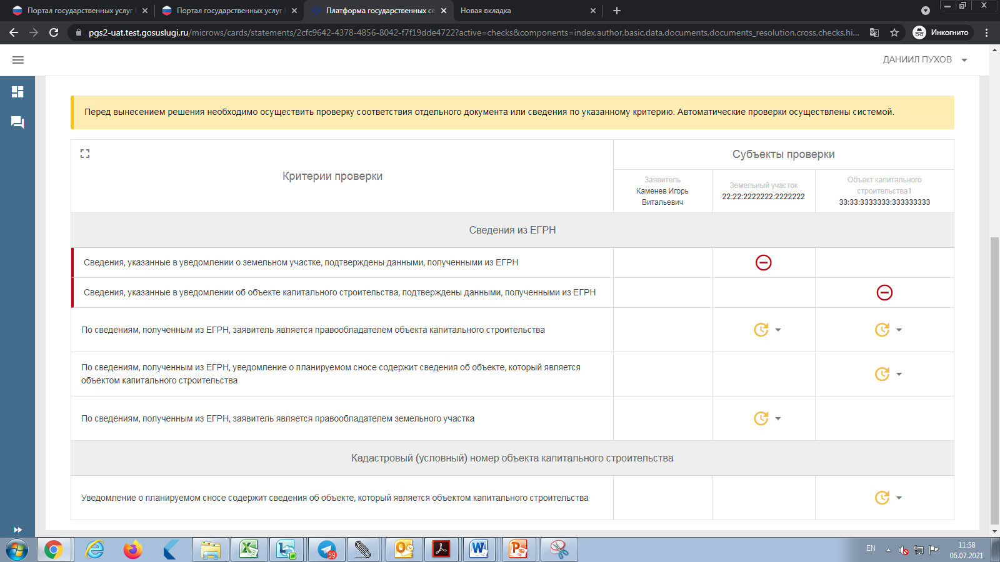 Портал государственных услуг
Портал государственных услуг
Платформа государственных се
Новая вкладка
pgs2-uat.test.gosuslugi.ru/microws/cards/statements/2cfc9642-4378-4856-8042-f7f19dde4722?active=checks&components=index,author,basic,data,documents,documents_resolution,cross,checks,hi...
Инкогнито
ДАНИИЛ ПУХОВ
Перед вынесением решения необходимо осуществить проверку соответствия отдельного документа или сведения по указанному критерию. Автоматические проверки осуществлены системой.
Критерии проверки
Субъекты проверки
Заявитель
Каменев Игорь
Витальевич
Земельный участок
22:22:2222222:2222222
Объект капитального
строительства1
33:33:3333333:333333333
Сведения из ЕГРН
Сведения, указанные в уведомлении о земельном участке, подтверждены данными, полученными из ЕГРН
Сведения, указанные в уведомлении об объекте капитального строительства, подтверждены данными, полученными из ЕГРН
По сведениям, полученным из ЕГРН, заявитель является правообладателем объекта капитального строительства
По сведениям, полученным из ЕГРН, уведомление о планируемом сносе содержит сведения об объекте, который является
объектом капитального строительства
По сведениям, полученным из ЕГРН, заявитель является правообладателем земельного участка
Кадастровый (условный) номер объекта капитального строительства
Уведомление о планируемом сносе содержит сведения об объекте, который является объектом капитального строительства
59
EN
11:58
06.07.2021